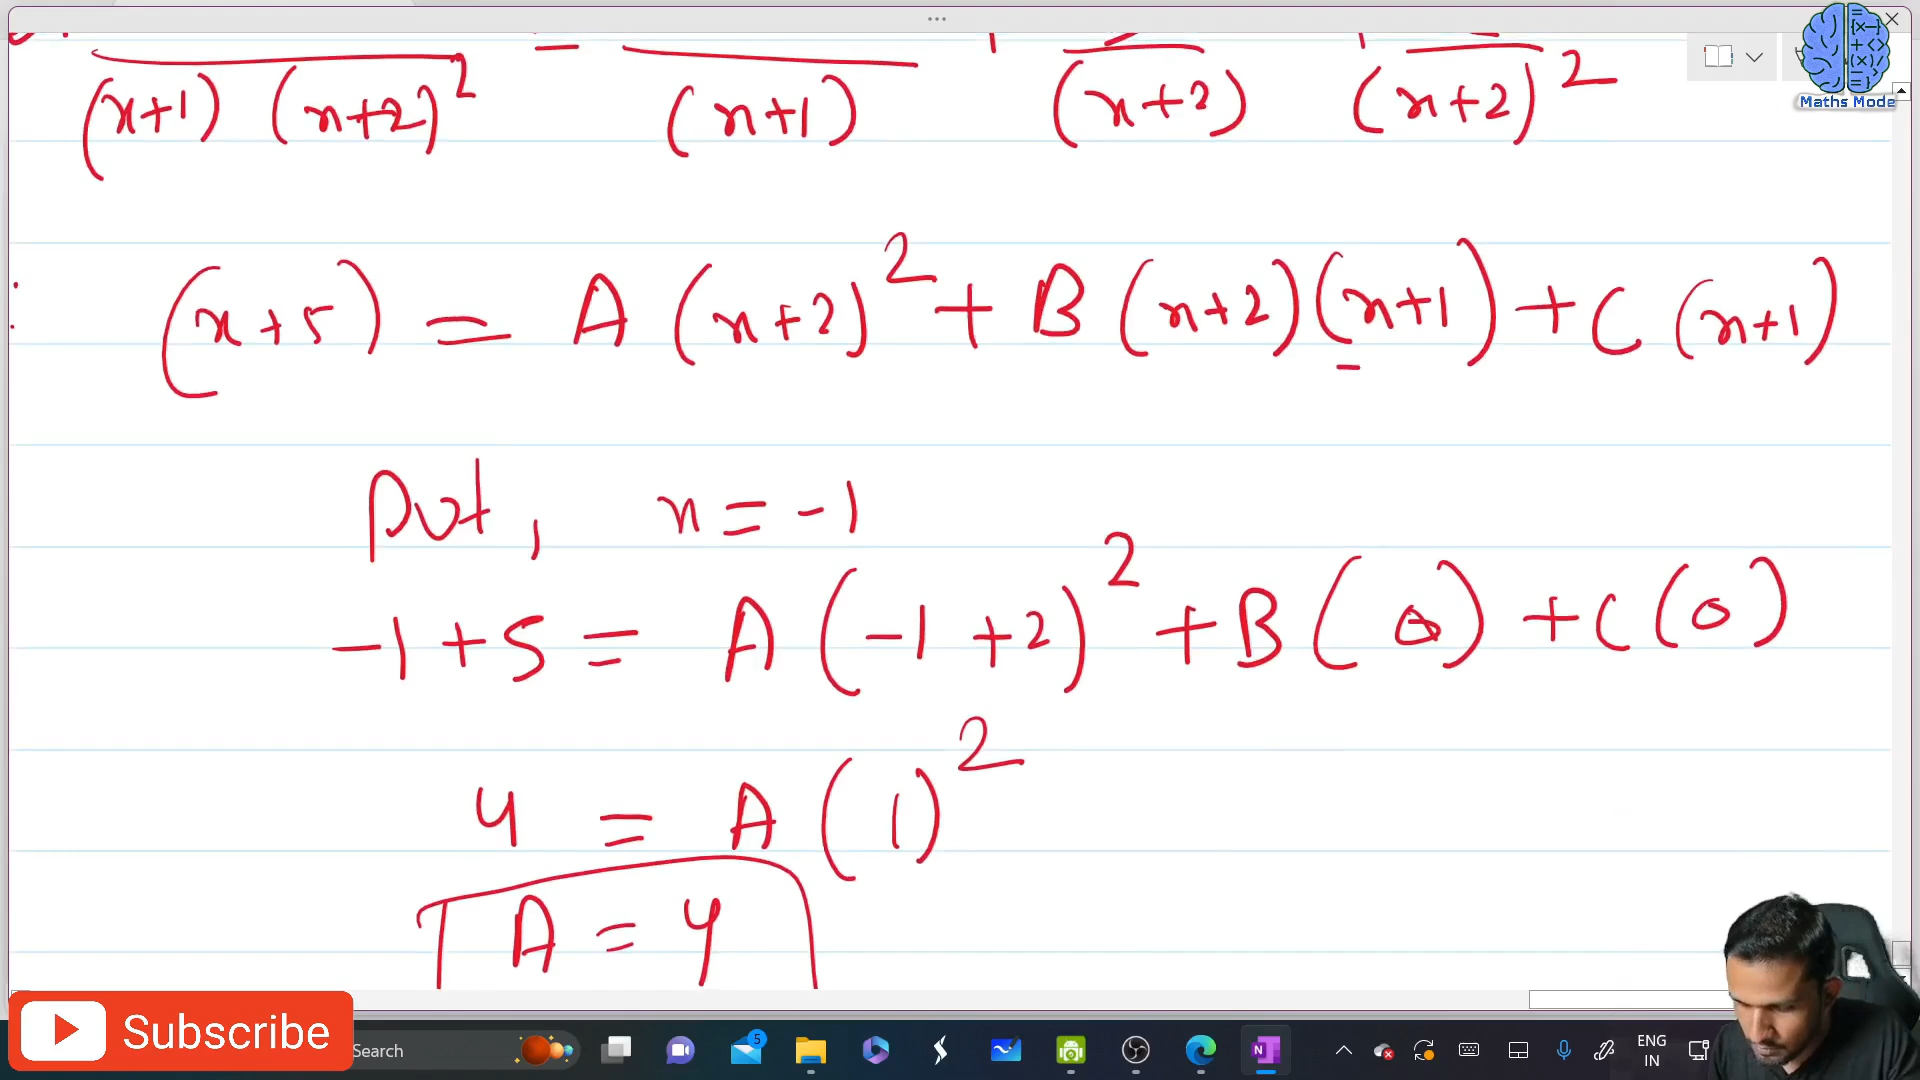 (x+1) (x+2)² = (x+1) + (x+2) + (x+2)²
Maths Mode
(x+5) = A (x+2)² + B (x+2)(x+1) + C (x+1)
Put, x = -1
-1+5 = A (-1+2)² + B (0) + C (0)
4 = A (1)²
A = 4
Subscribe
Search
5
ENG
IN